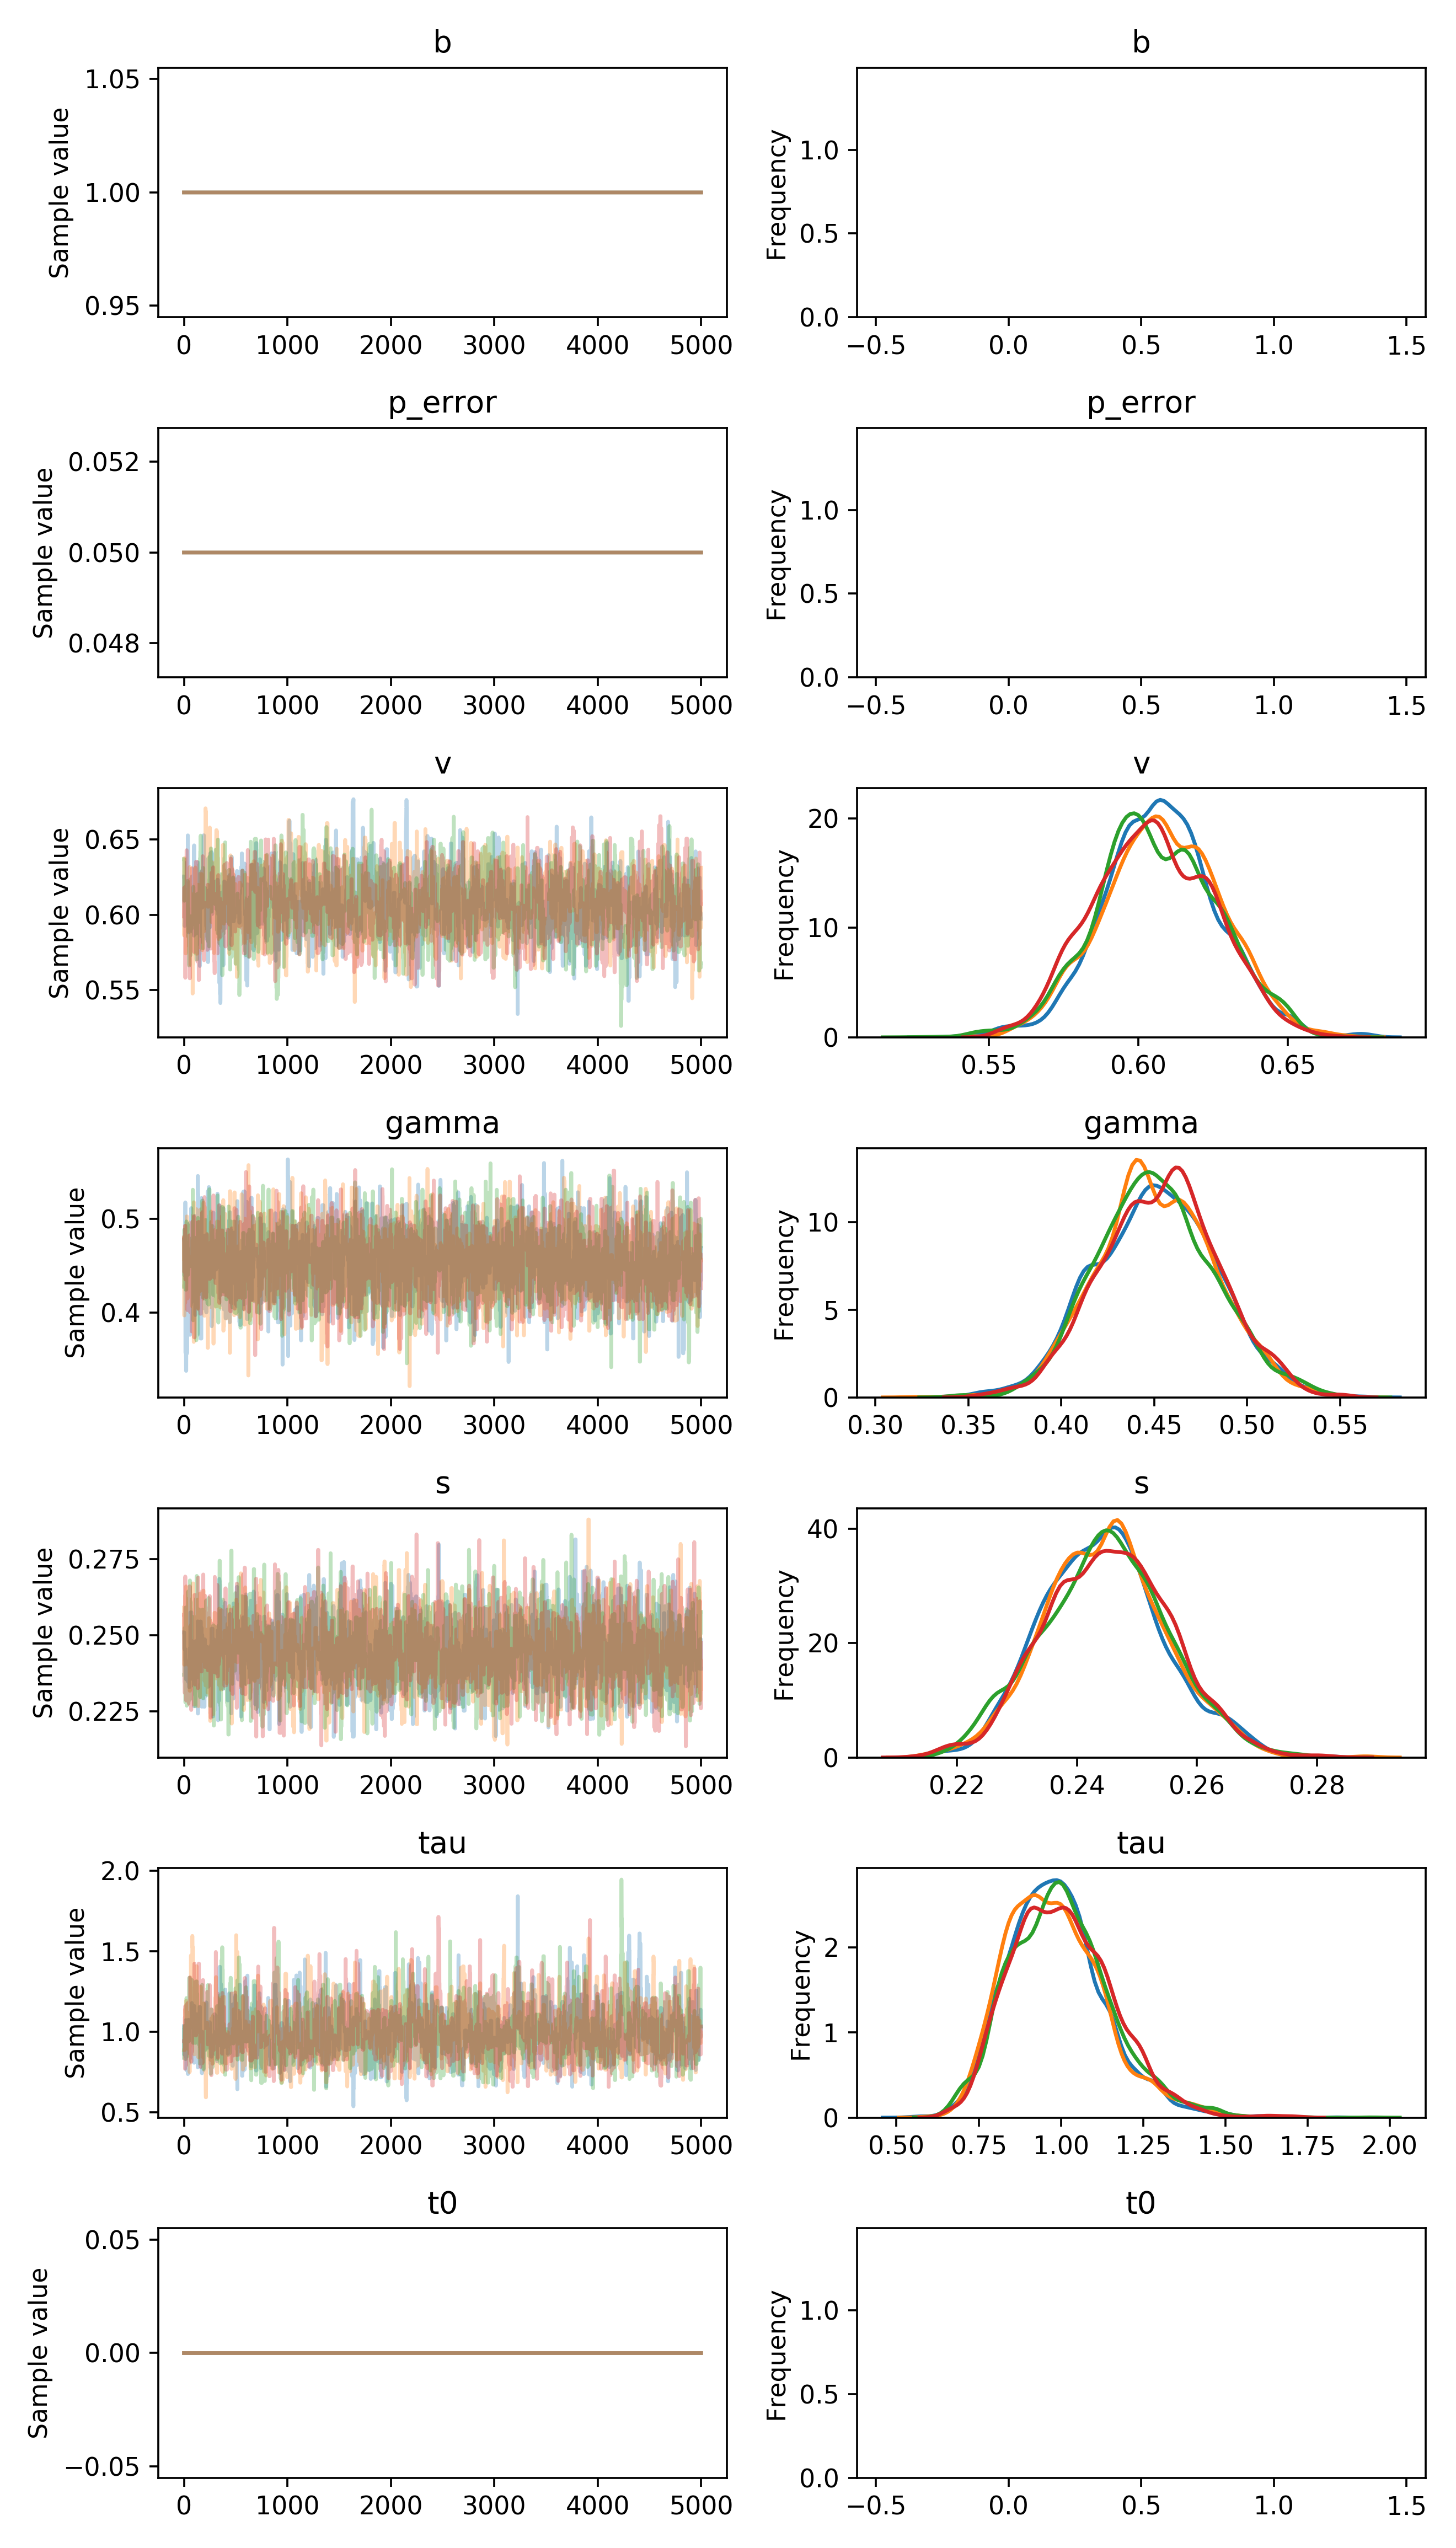 b
b
Sample value
1.05
1.00
0.95
0 1000 2000 3000 4000 5000
Frequency
1.0
0.5
0.0
−0.5 0.0 0.5 1.0 1.5
p_error
p_error
Sample value
0.052
0.050
0.048
0 1000 2000 3000 4000 5000
Frequency
1.0
0.5
0.0
−0.5 0.0 0.5 1.0 1.5
v
v
Sample value
0.65
0.60
0.55
0 1000 2000 3000 4000 5000
Frequency
20
10
0
0.55 0.60 0.65
gamma
gamma
Sample value
0.5
0.4
0 1000 2000 3000 4000 5000
Frequency
10
5
0
0.30 0.35 0.40 0.45 0.50 0.55
s
s
Sample value
0.275
0.250
0.225
0 1000 2000 3000 4000 5000
Frequency
40
20
0
0.22 0.24 0.26 0.28
tau
tau
Sample value
2.0
1.5
1.0
0.5
0 1000 2000 3000 4000 5000
Frequency
2
1
0
0.50 0.75 1.00 1.25 1.50 1.75 2.00
t0
t0
Sample value
0.05
0.00
−0.05
0 1000 2000 3000 4000 5000
Frequency
1.0
0.5
0.0
−0.5 0.0 0.5 1.0 1.5